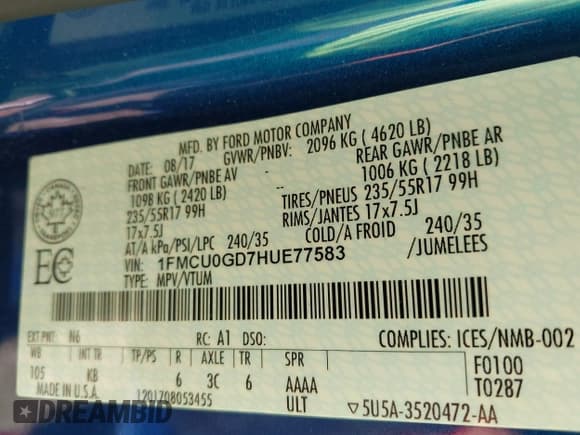 MFD. BY FORD MOTOR COMPANY
DATE: 08/17 GVWR/PNBV: 2096 KG ( 4620 LB)
FRONT GAWR/PNBE AV - REAR GAWR/PNBE AR
1098 KG ( 2420 LB) - 1006 KG ( 2218 LB)
235/55R17 99H TIRES/PNEUS 235/55R17 99H
17x7.5J RIMS/JANTES 17x7.5J
AT/A kPa/PSI/LPC 240/35 COLD/A FROID 240/35
VIN: 1FMCU0GD7HUE77583 /JUMELEES
TYPE: MPV/VTUM
EC
EXT PNT: N6 RC: A1 DSO: COMPLIES: ICES/NMB-002
WB INT TR TP/PS R AXLE TR SPR F0100
105 KB 6 3C 6 AAAA T0287
MADE IN U.S.A. 1201708053455 ULT ▽5U5A-3520472-AA
DREAMBID